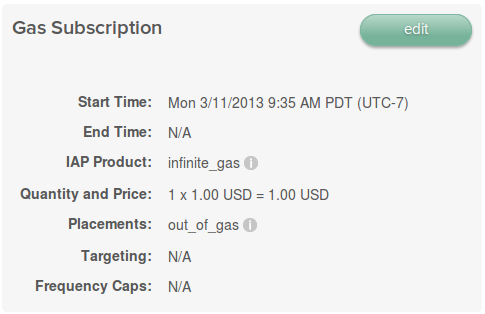 Gas Subscription
edit
Start Time: Mon 3/11/2013 9:35 AM PDT (UTC-7)
End Time: N/A
IAP Product: infinite_gas i
Quantity and Price: 1 x 1.00 USD = 1.00 USD
Placements: out_of_gas i
Targeting: N/A
Frequency Caps: N/A